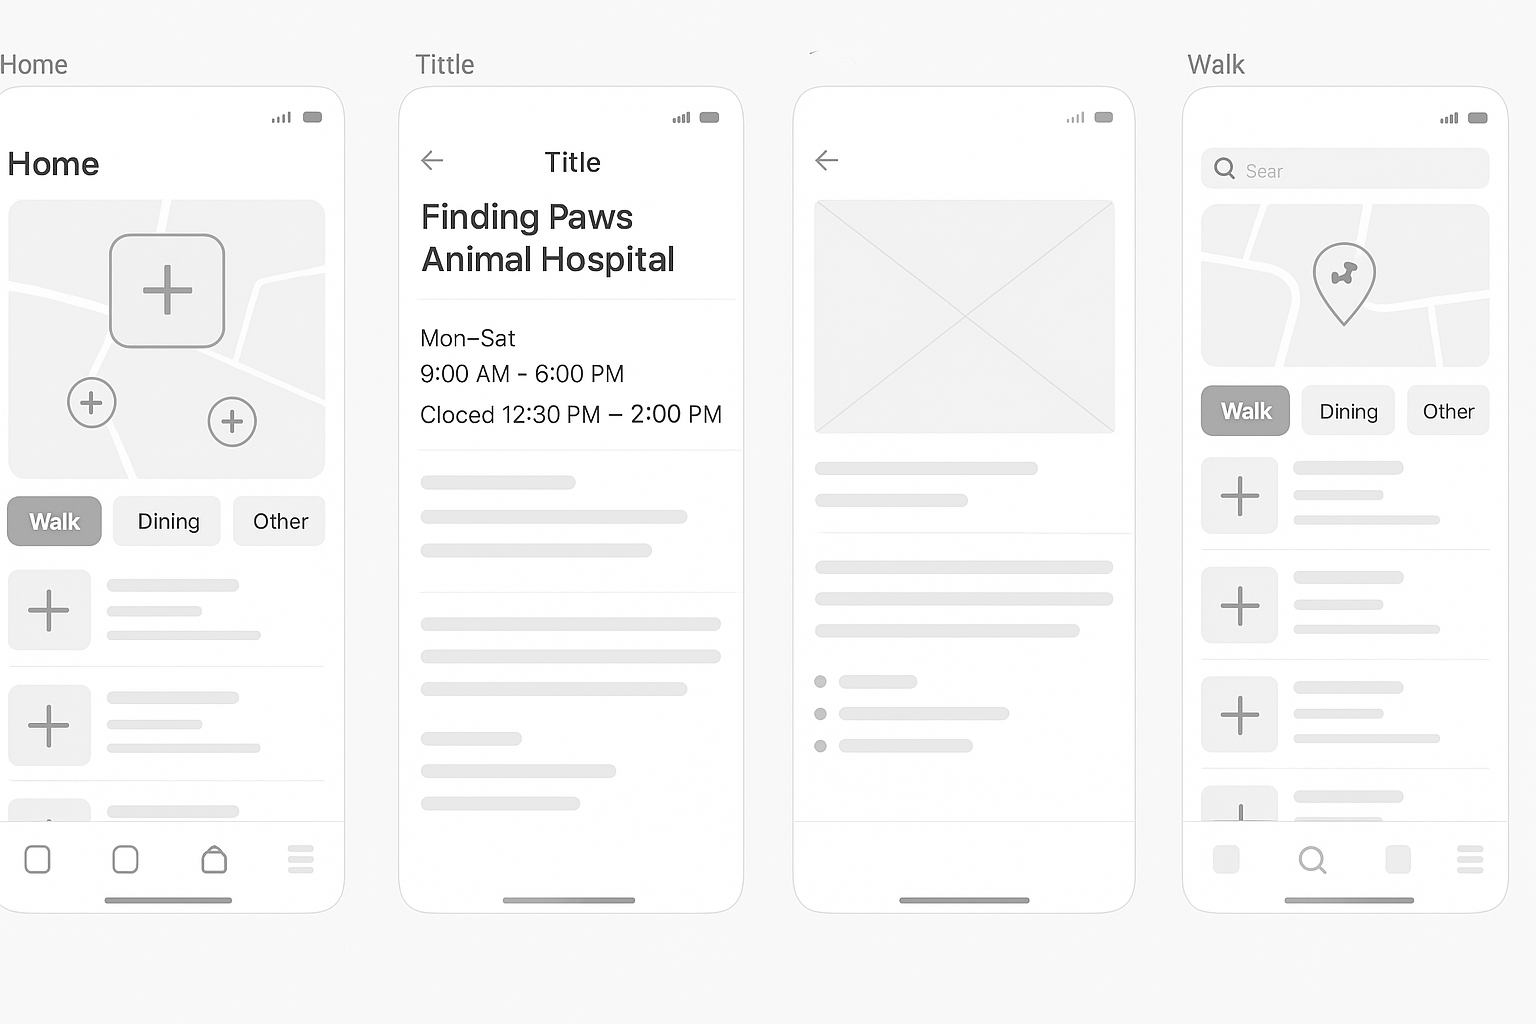 Home
Home
Walk
Dining
Other
Tittle
Title
Finding Paws
Animal Hospital
Mon–Sat
9:00 AM - 6:00 PM
Cloced 12:30 PM – 2:00 PM
Walk
Sear
Walk
Dining
Other